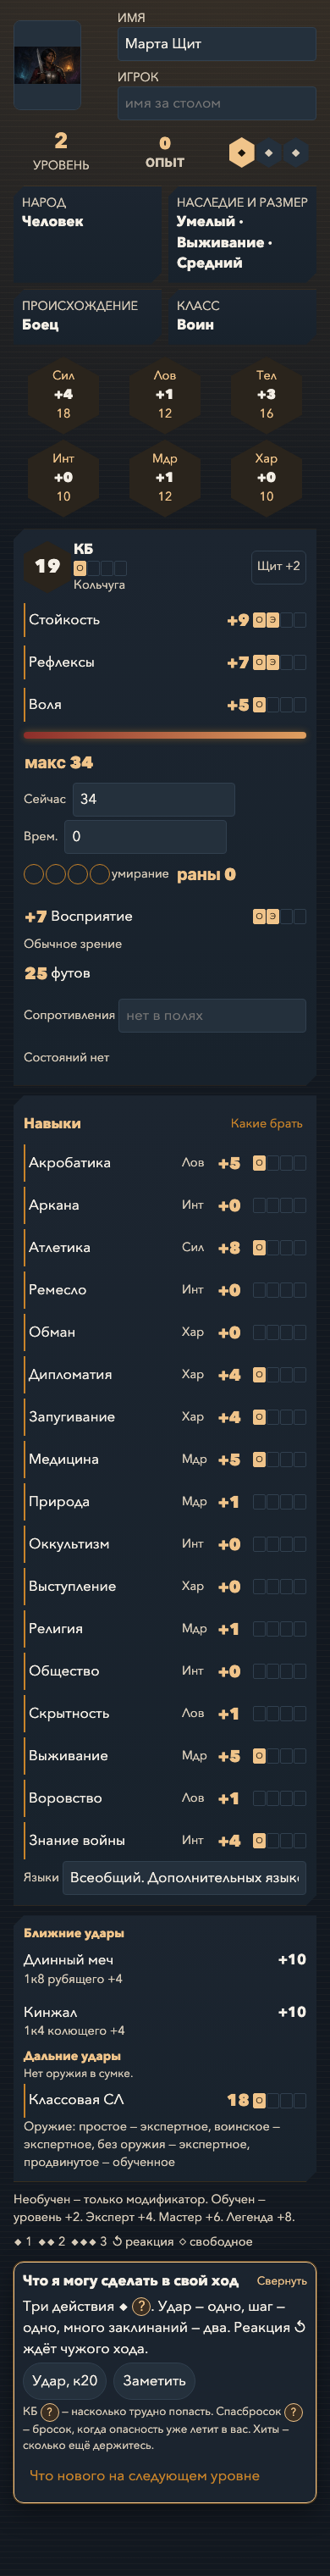 ИМЯ
Марта Щит
ИГРОК
имя за столом
2
УРОВЕНЬ
0
ОПЫТ
НАРОД
Человек
НАСЛЕДИЕ И РАЗМЕР
Умелый •
Выживание •
Средний
ПРОИСХОЖДЕНИЕ
Боец
КЛАСС
Воин
Сил
+4
18
Лов
+1
12
Тел
+3
16
Инт
+0
10
Мдр
+1
12
Хар
+0
10
19
КБ
О
Кольчуга
Щит +2
Стойкость +9 О Э
Рефлексы +7 О Э
Воля +5 О
макс 34
Сейчас 34
Врем. 0
умирание раны 0
+7 Восприятие О Э
Обычное зрение
25 футов
Сопротивления нет в полях
Состояний нет
Навыки Какие брать
Акробатика Лов +5 О
Аркана Инт +0
Атлетика Сил +8 О
Ремесло Инт +0
Обман Хар +0
Дипломатия Хар +4 О
Запугивание Хар +4 О
Медицина Мдр +5 О
Природа Мдр +1
Оккультизм Инт +0
Выступление Хар +0
Религия Мдр +1
Общество Инт +0
Скрытность Лов +1
Выживание Мдр +5 О
Воровство Лов +1
Знание войны Инт +4 О
Языки Всеобщий. Дополнительных языко
Ближние удары
Длинный меч +10
1к8 рубящего +4
Кинжал +10
1к4 колющего +4
Дальние удары
Нет оружия в сумке.
Классовая СЛ 18 О
Оружие: простое — экспертное, воинское —
экспертное, без оружия — экспертное,
продвинутое — обученное
Необучен — только модификатор. Обучен —
уровень +2. Эксперт +4. Мастер +6. Легенда +8.
◆ 1 ◆◆ 2 ◆◆◆ 3 ↺ реакция ◇ свободное
Что я могу сделать в свой ход Свернуть
Три действия ◆ ? . Удар — одно, шаг —
одно, много заклинаний — два. Реакция ↺
ждёт чужого хода.
Удар, к20 Заметить
КБ ? — насколько трудно попасть. Спасбросок ?
— бросок, когда опасность уже летит в вас. Хиты —
сколько ещё держитесь.
Что нового на следующем уровне